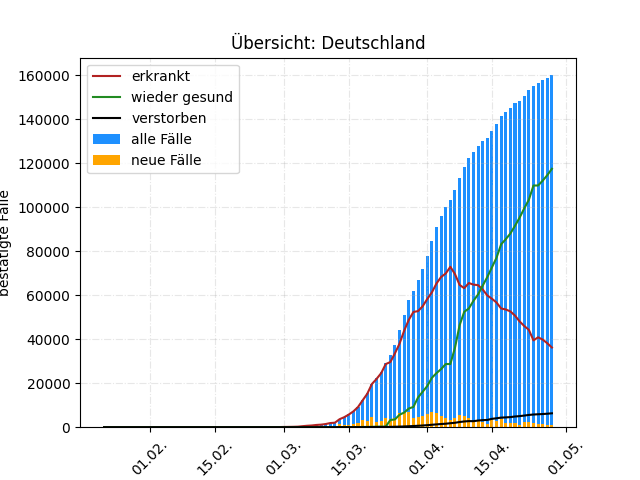 Übersicht: Deutschland
erkrankt
wieder gesund
verstorben
alle Fälle
neue Fälle
160000
140000
120000
100000
80000
60000
40000
20000
0
bestätigte Fälle
01.02.
15.02.
01.03.
15.03.
01.04.
15.04.
01.05.